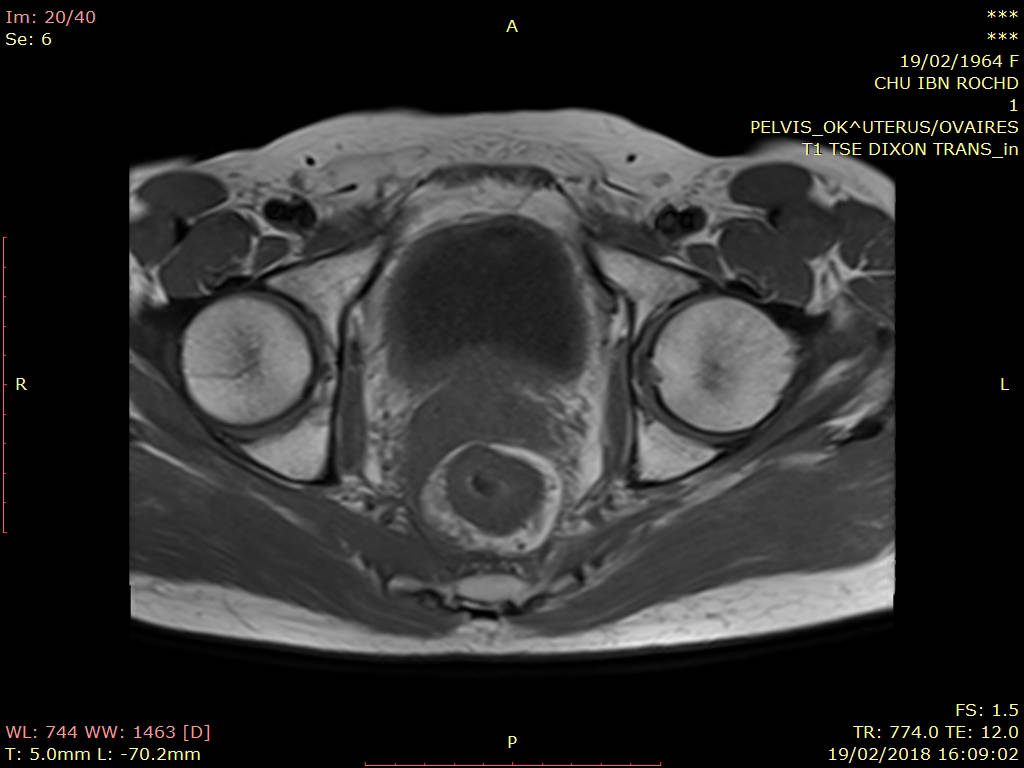 Im: 20/40
Se: 6
A
***
***
19/02/1964 F
CHU IBN ROCHD
1
PELVIS_OK^UTERUS/OVAIRES
T1 TSE DIXON TRANS_in
R
L
WL: 744 WW: 1463 [D]
T: 5.0mm L: -70.2mm
P
FS: 1.5
TR: 774.0 TE: 12.0
19/02/2018 16:09:02